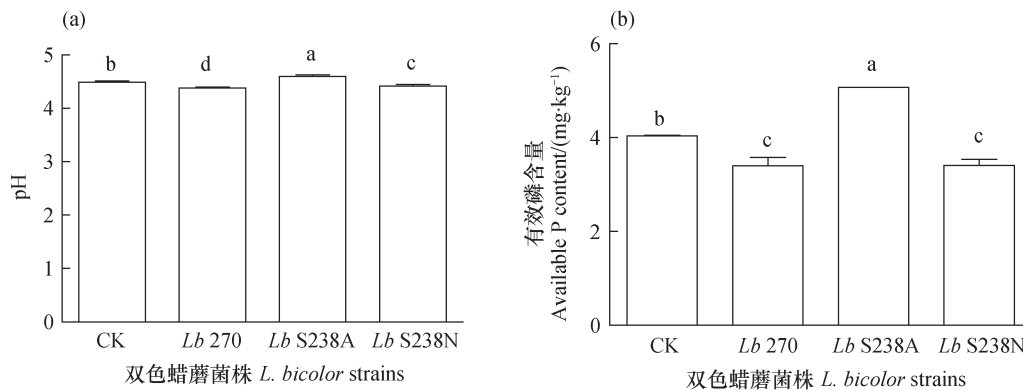 (a)
5
4
3
2
1
0
pH
b
d
a
c
CK
Lb 270
Lb S238A
Lb S238N
双色蜡蘑菌株 L. bicolor strains
(b)
6
4
2
0
有效磷含量
Available P content/(mg·kg⁻¹)
b
c
a
c
CK
Lb 270
Lb S238A
Lb S238N
双色蜡蘑菌株 L. bicolor strains